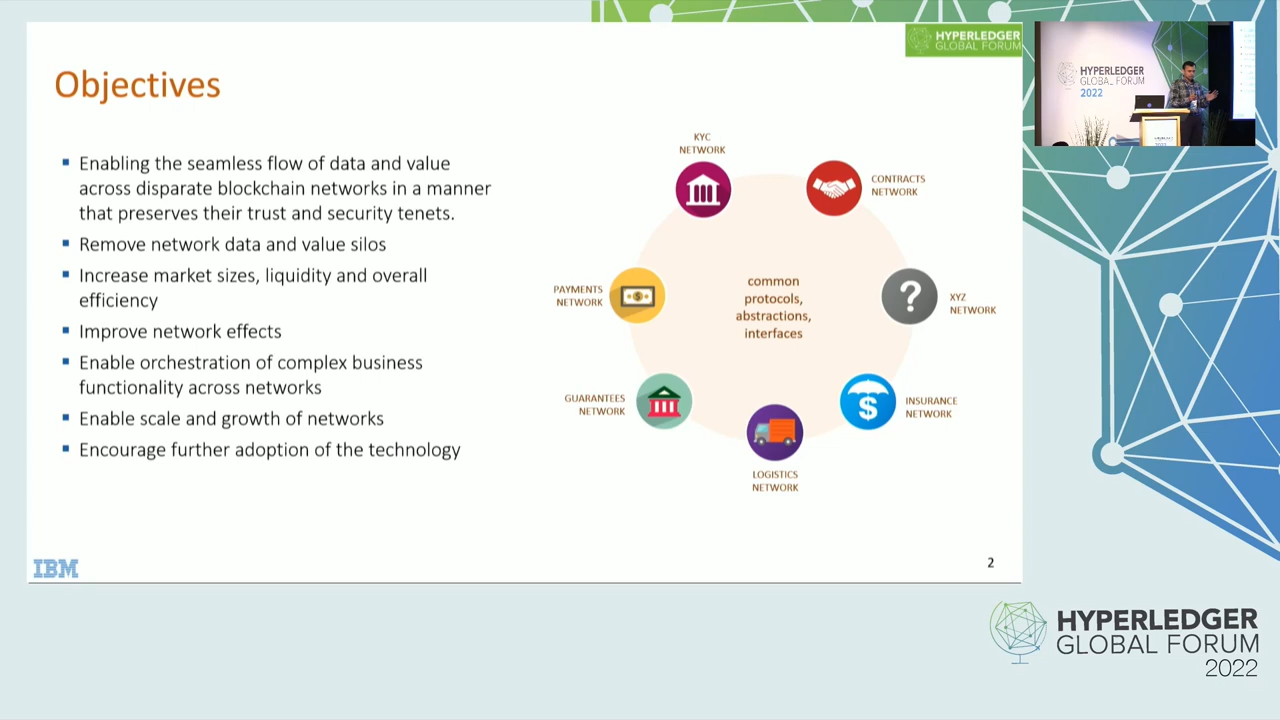 HYPERLEDGER
GLOBAL FORUM
Objectives
Enabling the seamless flow of data and value
across disparate blockchain networks in a manner
that preserves their trust and security tenets.
Remove network data and value silos
Increase market sizes, liquidity and overall
efficiency
Improve network effects
Enable orchestration of complex business
functionality across networks
Enable scale and growth of networks
Encourage further adoption of the technology
KYC
NETWORK
CONTRACTS
NETWORK
PAYMENTS
NETWORK
common
protocols,
abstractions,
interfaces
?
XYZ
NETWORK
GUARANTEES
NETWORK
$
INSURANCE
NETWORK
LOGISTICS
NETWORK
IBM
2
HYPERLEDGER
GLOBAL FORUM
2022
HYPERLEDGER
GLOBAL FORUM
2022